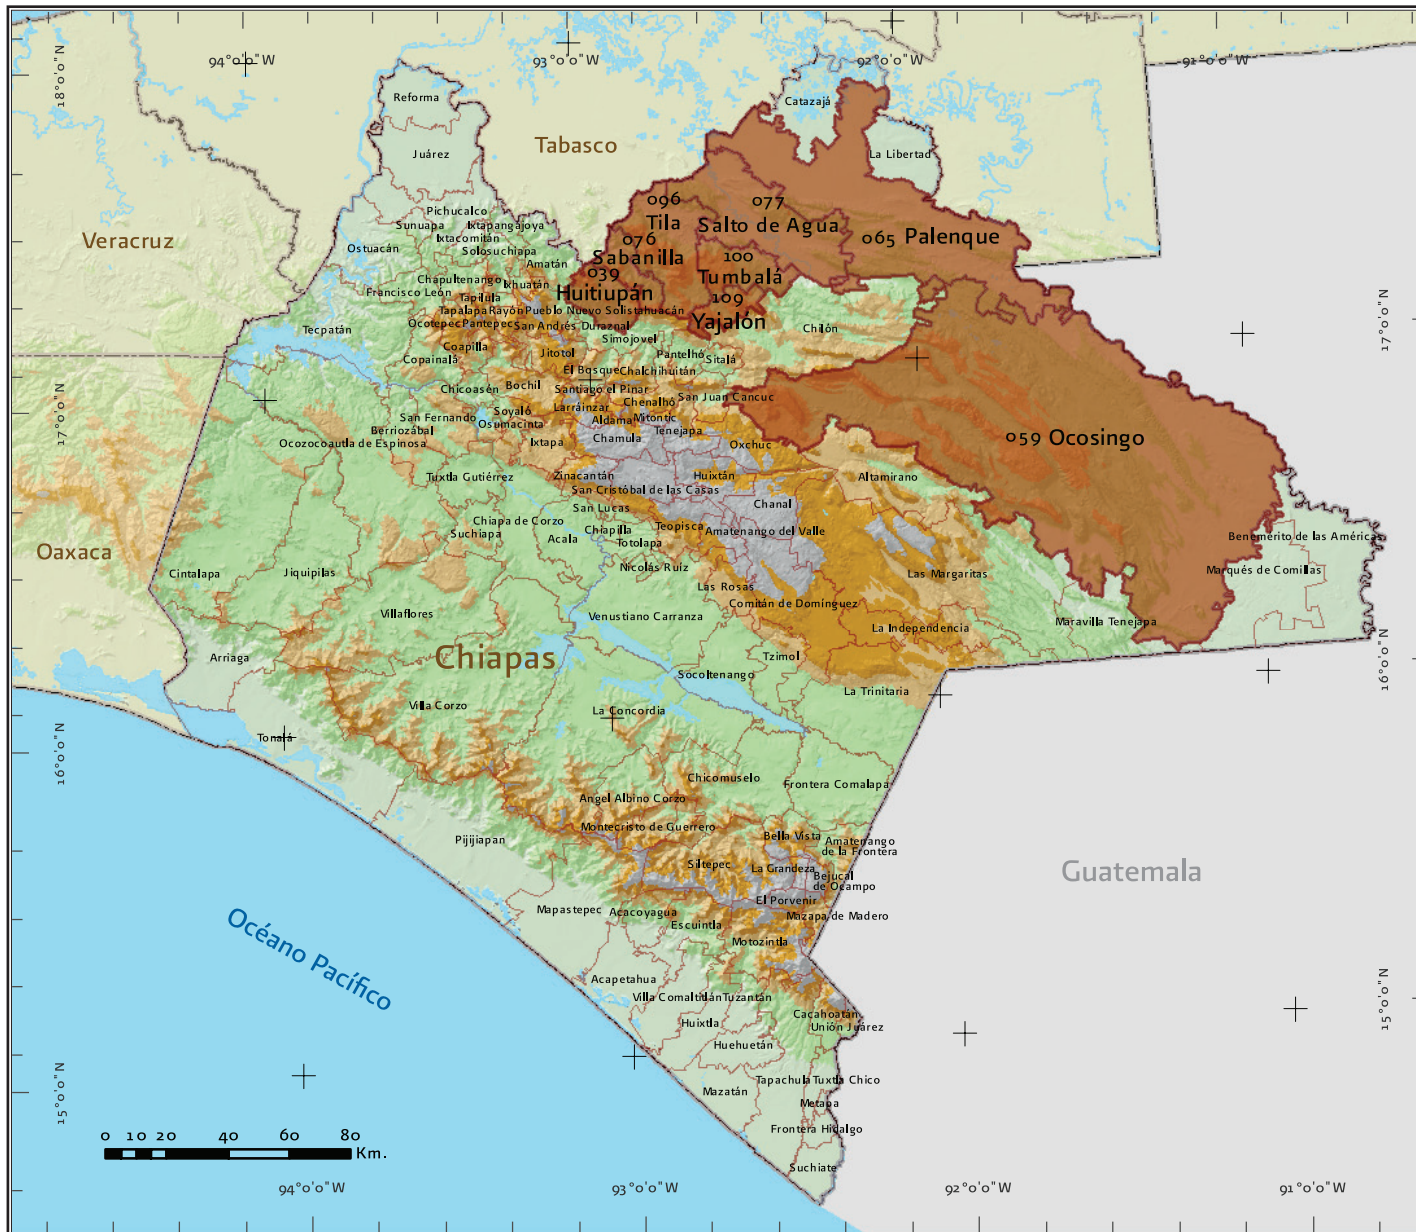 94°0'0"W
93°0'0"W
92°0'0"W
91°0'0"W
18°0'0"N
17°0'0"N
16°0'0"N
15°0'0"N
17°0'0"N
16°0'0"N
15°0'0"N
Reforma
Juárez
Tabasco
Catazajá
La Libertad
Veracruz
Pichucalco
Sunuapa
Ixtapangajoya
Ixtacomitán
Ostuacán
Solosuchiapa
Amatán
Chapultenango
Ixhuatán
Francisco León
Tapilula
Tapalapa
Rayón
Pueblo Nuevo Solistahuacán
Ocotepec
Pantepec
San Andrés Duraznal
Tecpatán
096
Tila
077
Salto de Agua
076
Sabanilla
065 Palenque
100
Tumbalá
039
Huitiupán
109
Yajalón
Chilón
Simojovel
Coapilla
Jitotol
Pantelhó
Sitalá
Copainalá
El Bosque
Chalchihuitán
Chicoasén
Bochil
Santiago el Pinar
San Juan Cancuc
Larráinzar
Chenalhó
Soyaló
Aldama
Mitontic
San Fernando
Osumacinta
Berriozábal
Tenejapa
Chamula
Ocozocoautla de Espinosa
Ixtapa
Oxchuc
059 Ocosingo
Tuxtla Gutiérrez
Zinacantán
Huixtán
Altamirano
San Cristóbal de las Casas
Chanal
San Lucas
Chiapa de Corzo
Chiapilla
Teopisca
Suchiapa
Acala
Amatenango del Valle
Totolapa
Benemérito de las Américas
Oaxaca
Nicolás Ruíz
Marqués de Comillas
Cintalapa
Jiquipilas
Las Rosas
Las Margaritas
Comitán de Domínguez
Villaflores
Venustiano Carranza
La Independencia
Maravilla Tenejapa
Arriaga
Chiapas
Tzimol
Socoltenango
La Trinitaria
Villa Corzo
La Concordia
Tonalá
Chicomuselo
Frontera Comalapa
Angel Albino Corzo
Montecristo de Guerrero
Pijijiapan
Bella Vista
Amatenango
de la Frontera
Siltepec
La Grandeza
Bejucal
de Ocampo
Guatemala
El Porvenir
Mapastepec
Acacoyagua
Mazapa de Madero
Escuintla
Motozintla
Océano Pacífico
Acapetahua
Villa Comaltitlán
Tuzantán
Cacahoatán
Unión Juárez
Huixtla
Huehuetán
Tapachula
Tuxtla Chico
Mazatán
Metapa
Frontera Hidalgo
Suchiate
0 10 20 40 60 80
Km.
94°0'0"W
93°0'0"W
92°0'0"W
91°0'0"W